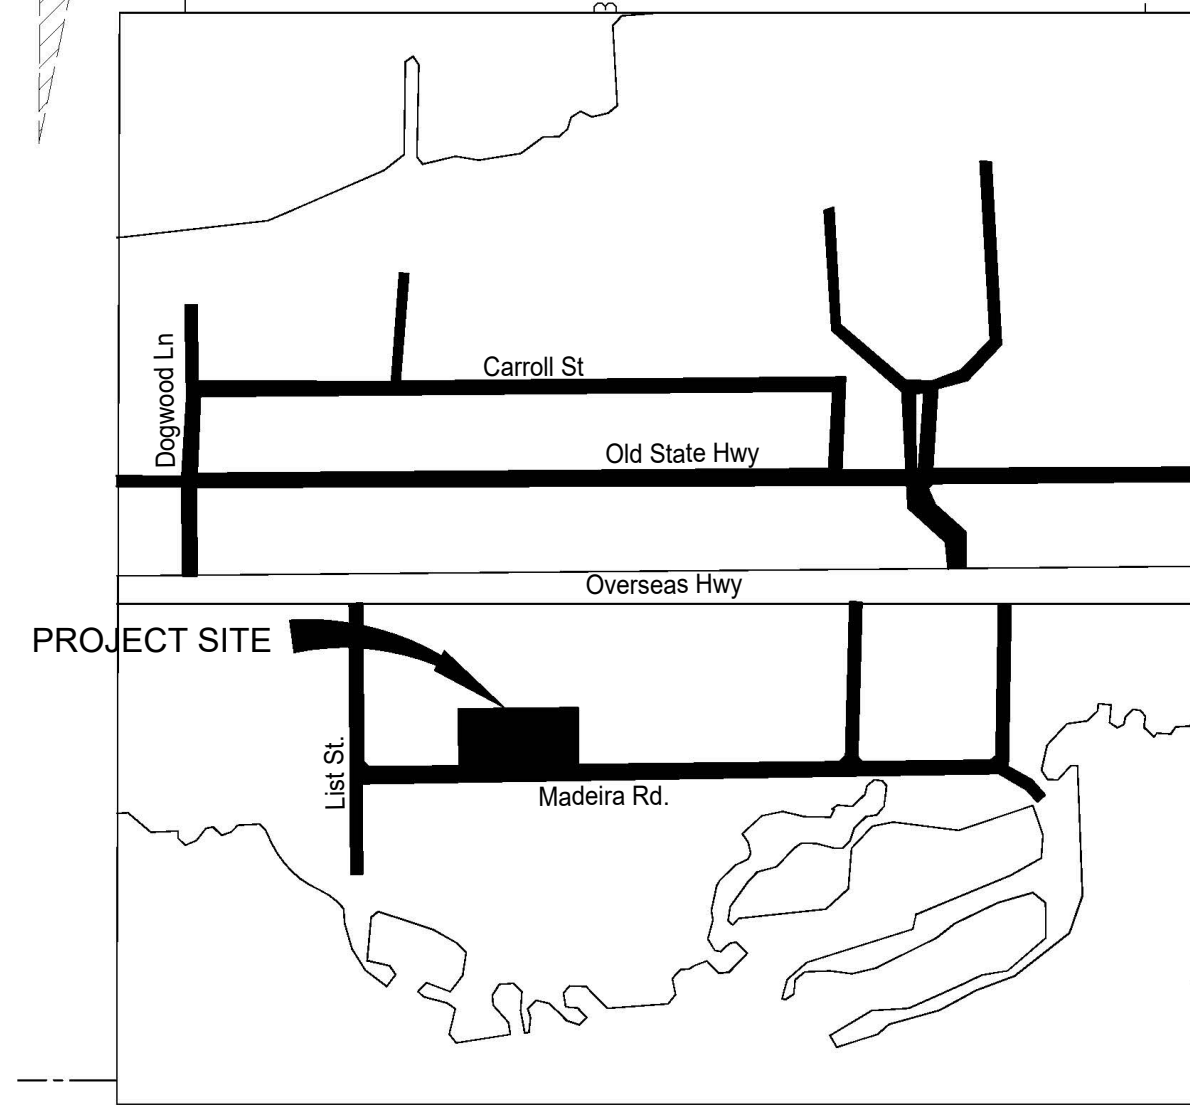 Dogwood Ln
Carroll St
Old State Hwy
Overseas Hwy
PROJECT SITE
List St.
Madeira Rd.